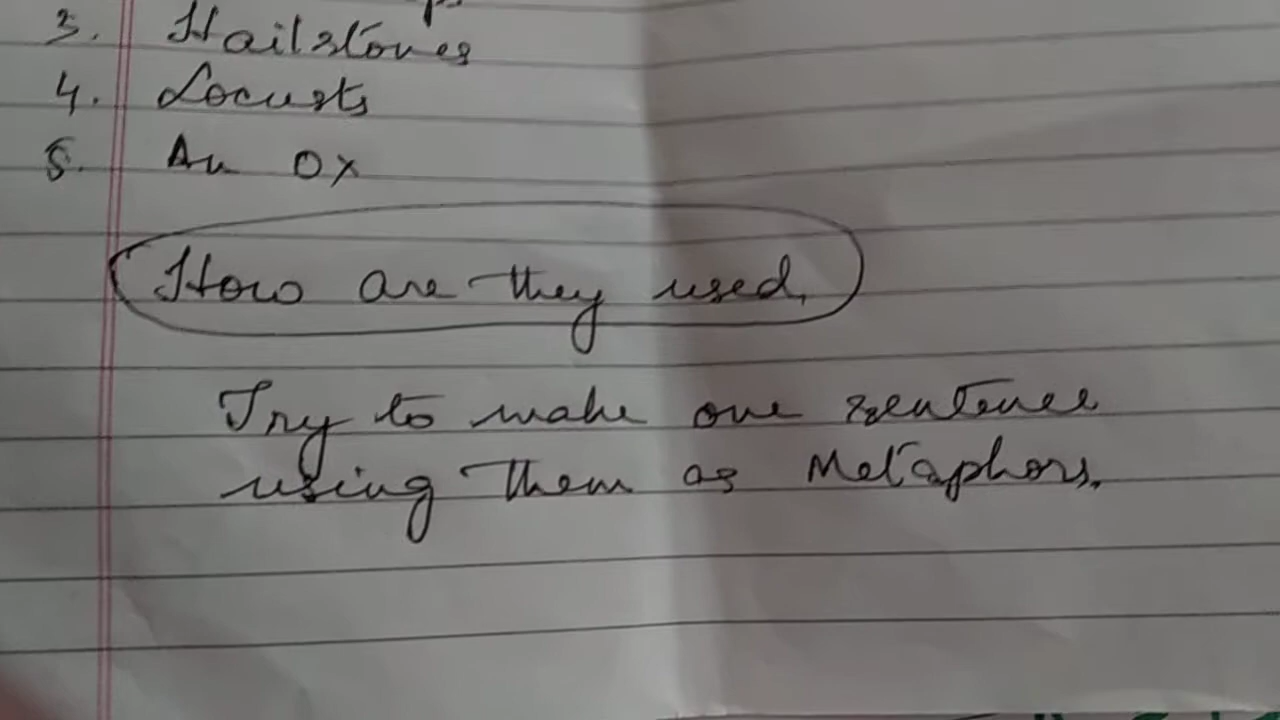 3. Hailstones
4. Locusts
5. An Ox
How are they used.
Try to make one sentence
using them as Metaphors.